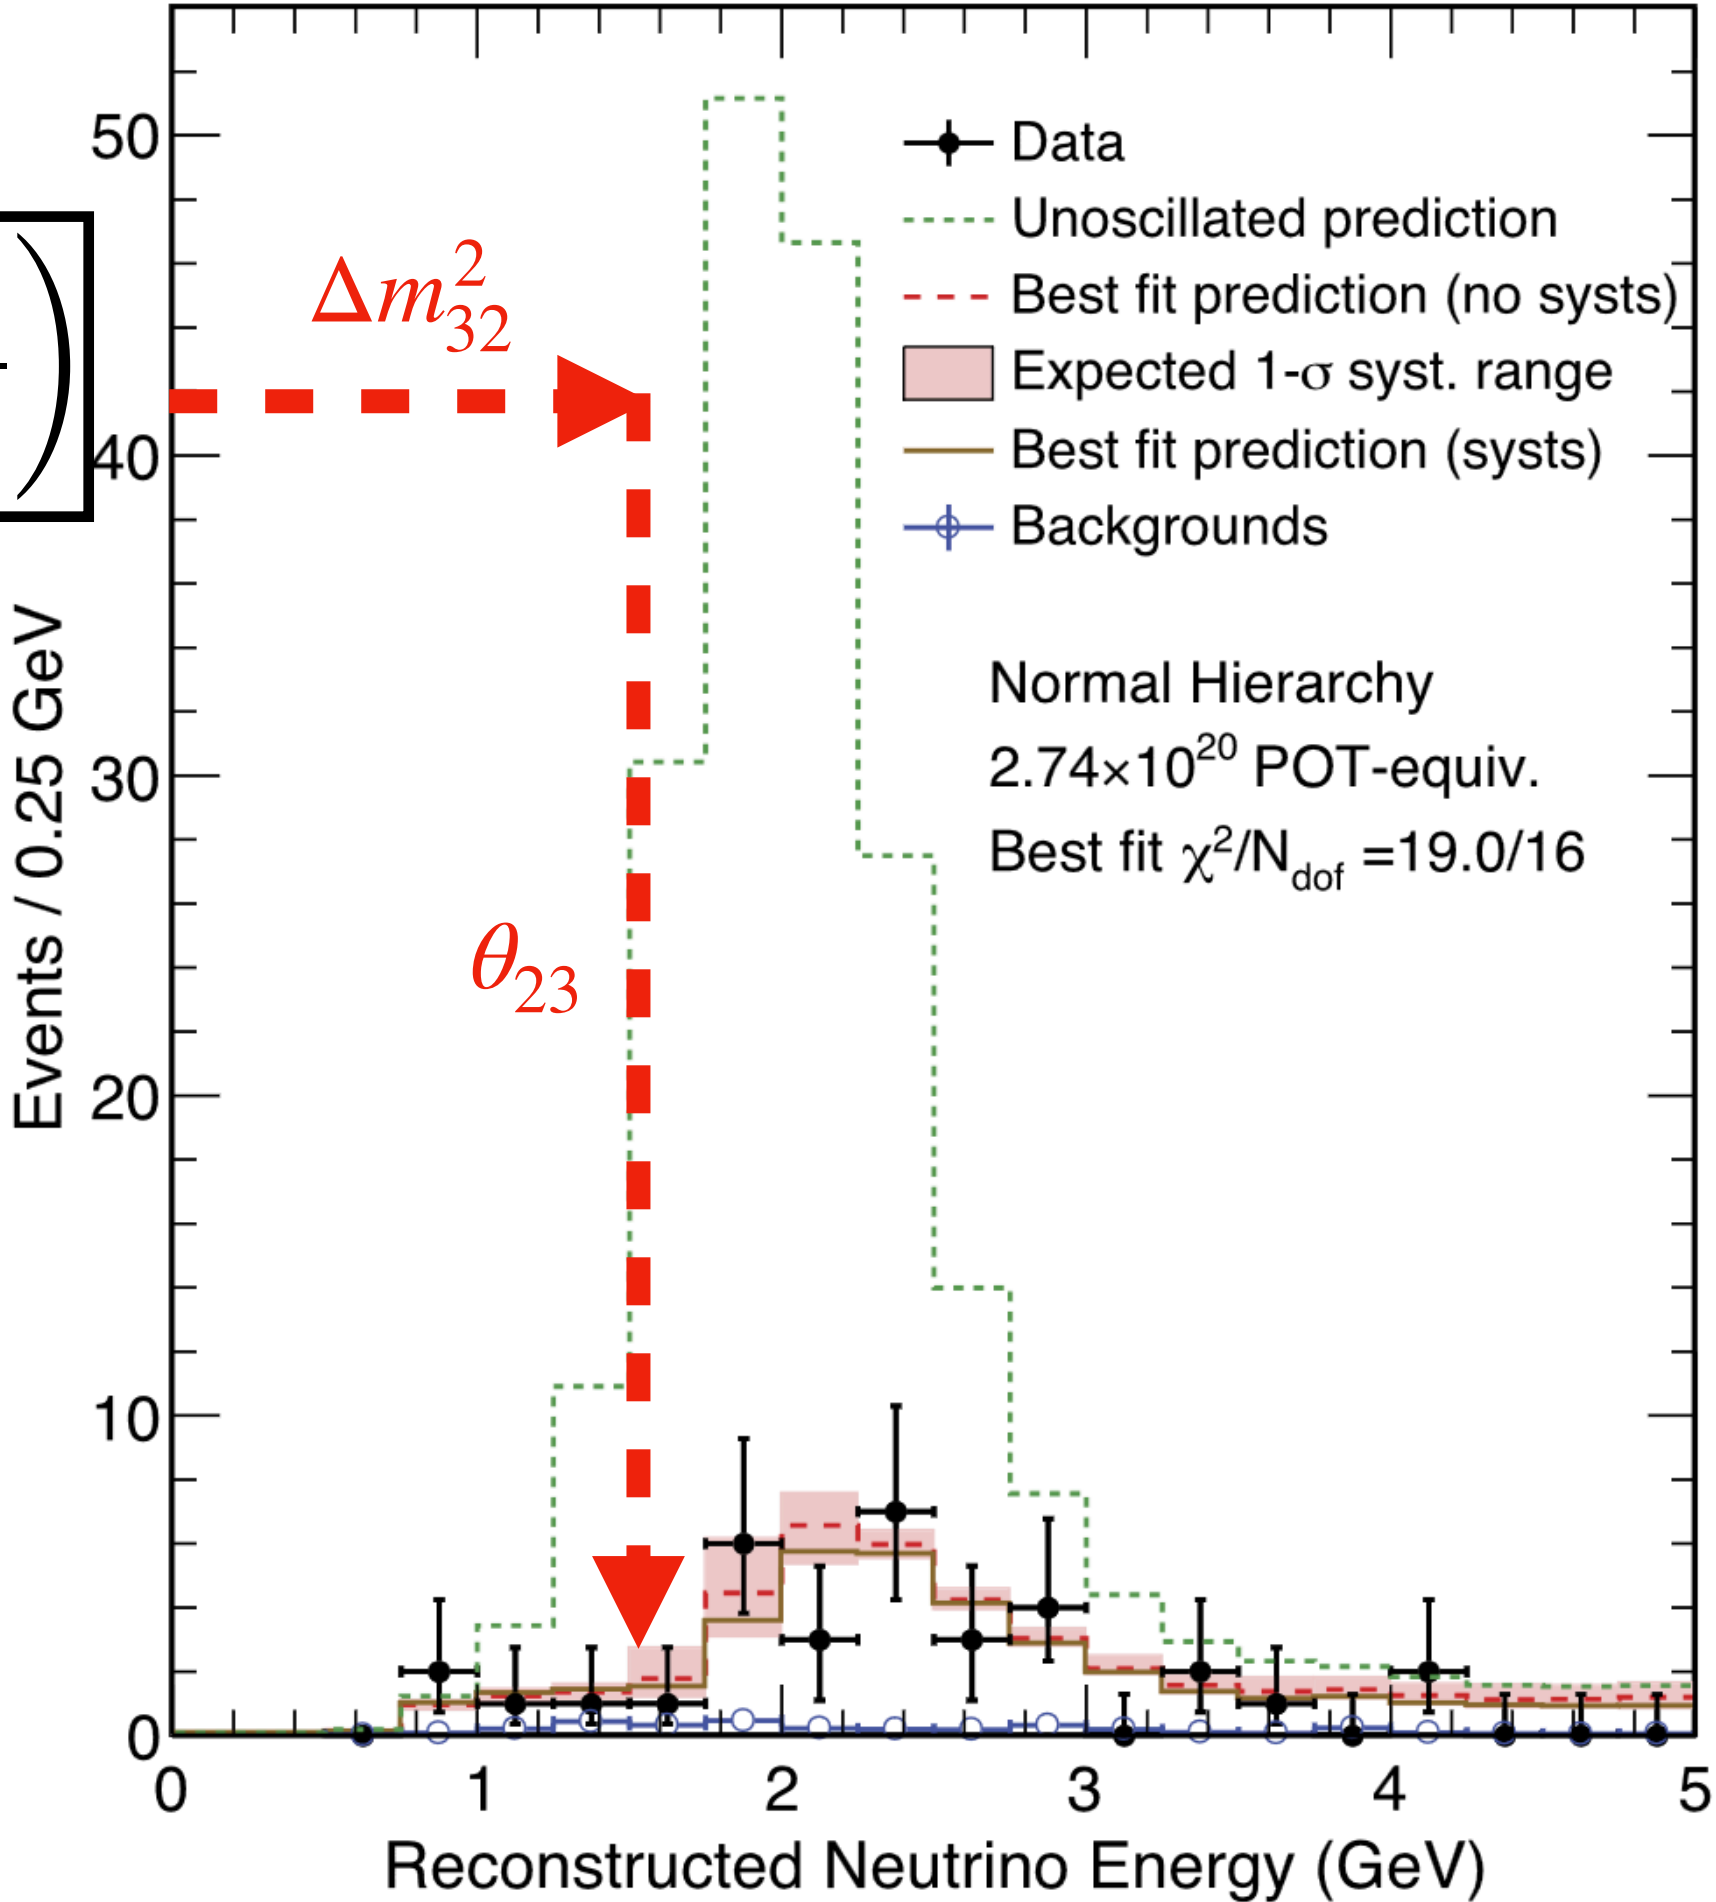 50
40
30
20
10
0
Events / 0.25 GeV
Δm²₃₂
θ₂₃
)
Data
Unoscillated prediction
Best fit prediction (no systs)
Expected 1-σ syst. range
Best fit prediction (systs)
Backgrounds
Normal Hierarchy
2.74×10²⁰ POT-equiv.
Best fit χ²/N_dof =19.0/16
0 1 2 3 4 5
Reconstructed Neutrino Energy (GeV)